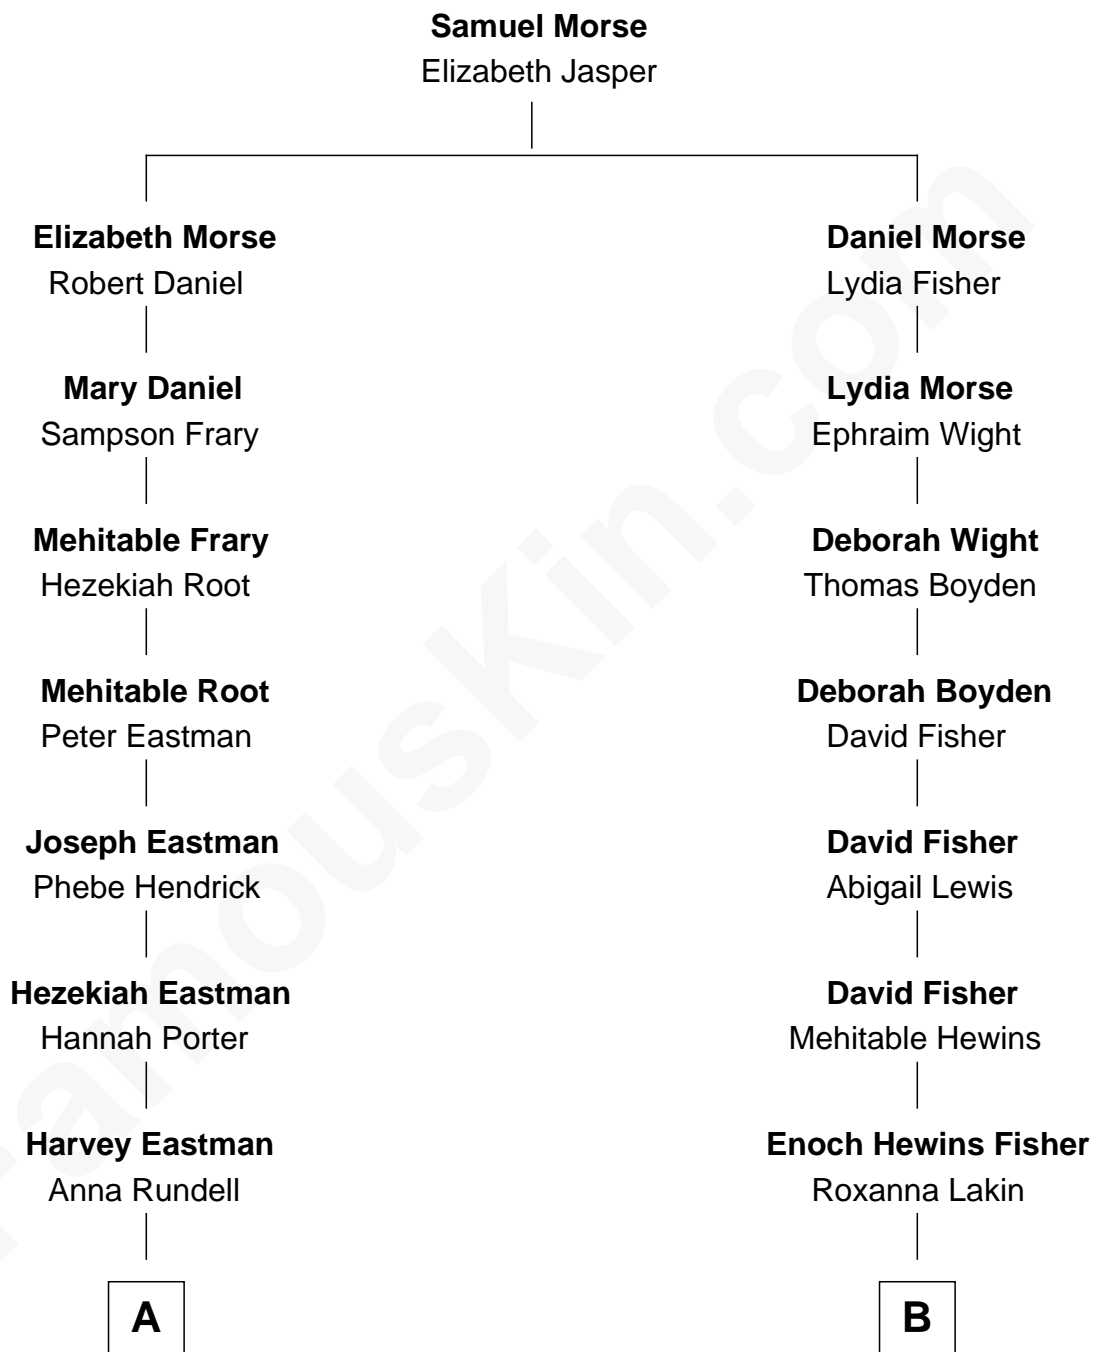 Samuel Morse
Elizabeth Jasper
Elizabeth Morse
Robert Daniel
Daniel Morse
Lydia Fisher
Mary Daniel
Sampson Frary
Lydia Morse
Ephraim Wight
Mehitable Frary
Hezekiah Root
Deborah Wight
Thomas Boyden
Mehitable Root
Peter Eastman
Deborah Boyden
David Fisher
Joseph Eastman
Phebe Hendrick
David Fisher
Abigail Lewis
Hezekiah Eastman
Hannah Porter
David Fisher
Mehitable Hewins
Harvey Eastman
Anna Rundell
Enoch Hewins Fisher
Roxanna Lakin
A
B
FamousKin.com